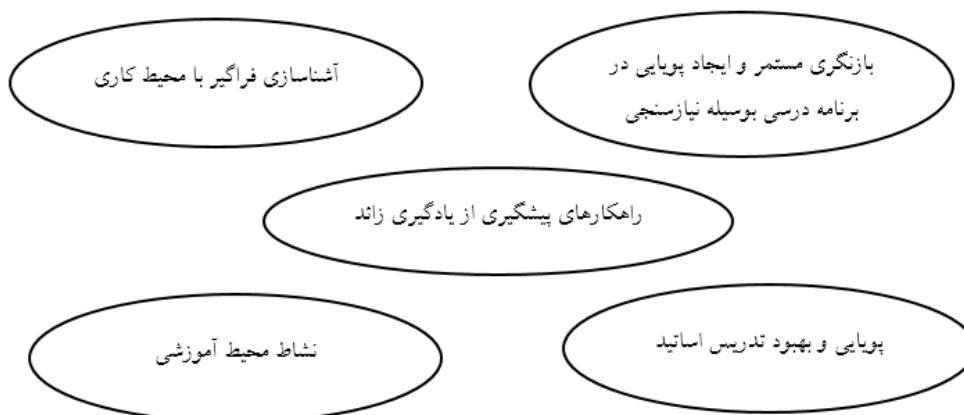 بازنگری مستمر و ایجاد پویایی در
برنامه درسی بوسیله نیازسنجی
آشناسازی فراگیر با محیط کاری
راهکارهای پیشگیری از یادگیری زائد
پویایی و بهبود تدریس اساتید
نشاط محیط آموزشی